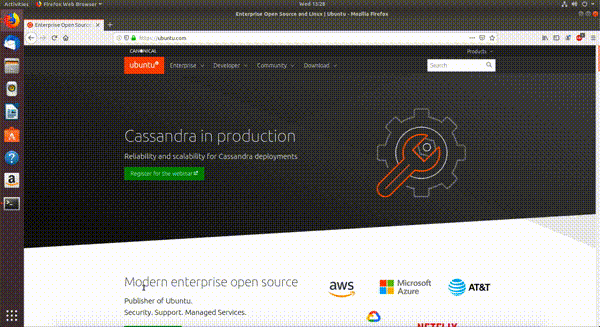 Activities
Firefox Web Browser
Wed 11:28
Enterprise Open Source and Linux | Ubuntu - Mozilla Firefox
Enterprise Open Source
https://ubuntu.com
CANONICAL
Products
ubuntu
Enterprise
Developer
Community
Download
Search
Cassandra in production
Reliability and scalability for Cassandra deployments
Register for the webinar
Modern enterprise open source
Publisher of Ubuntu.
Security. Support. Managed Services.
aws
Microsoft
Azure
AT&T
NETFLIX